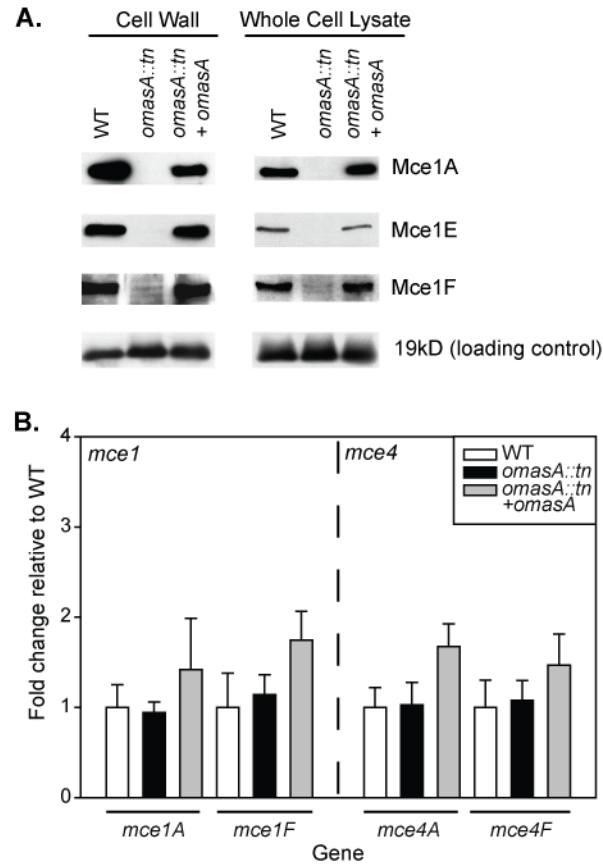 A.
Cell Wall
Whole Cell Lysate
WT
omasA::tn
omasA::tn
+ omasA
WT
omasA::tn
omasA::tn
+ omasA
Mce1A
Mce1E
Mce1F
19kD (loading control)
B.
Fold change relative to WT
4
3
2
1
0
mce1
mce4
WT
omasA::tn
omasA::tn
+omasA
mce1A
mce1F
mce4A
mce4F
Gene